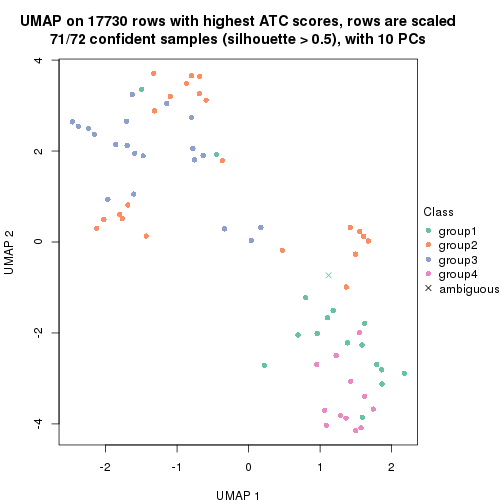 UMAP on 17730 rows with highest ATC scores, rows are scaled
71/72 confident samples (silhouette > 0.5), with 10 PCs
4
2
0
-2
-4
UMAP 2
-2
-1
0
1
2
UMAP 1
Class
group1
group2
group3
group4
ambiguous